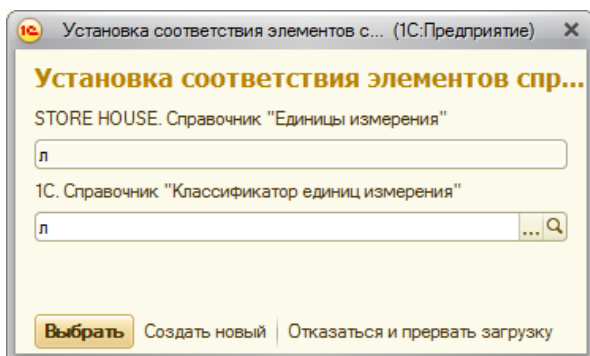 1С Установка соответствия элементов с... (1С:Предприятие)
Установка соответствия элементов спр...
STORE HOUSE. Справочник "Единицы измерения"
л
1С. Справочник "Классификатор единиц измерения"
л ...
Выбрать Создать новый Отказаться и прервать загрузку